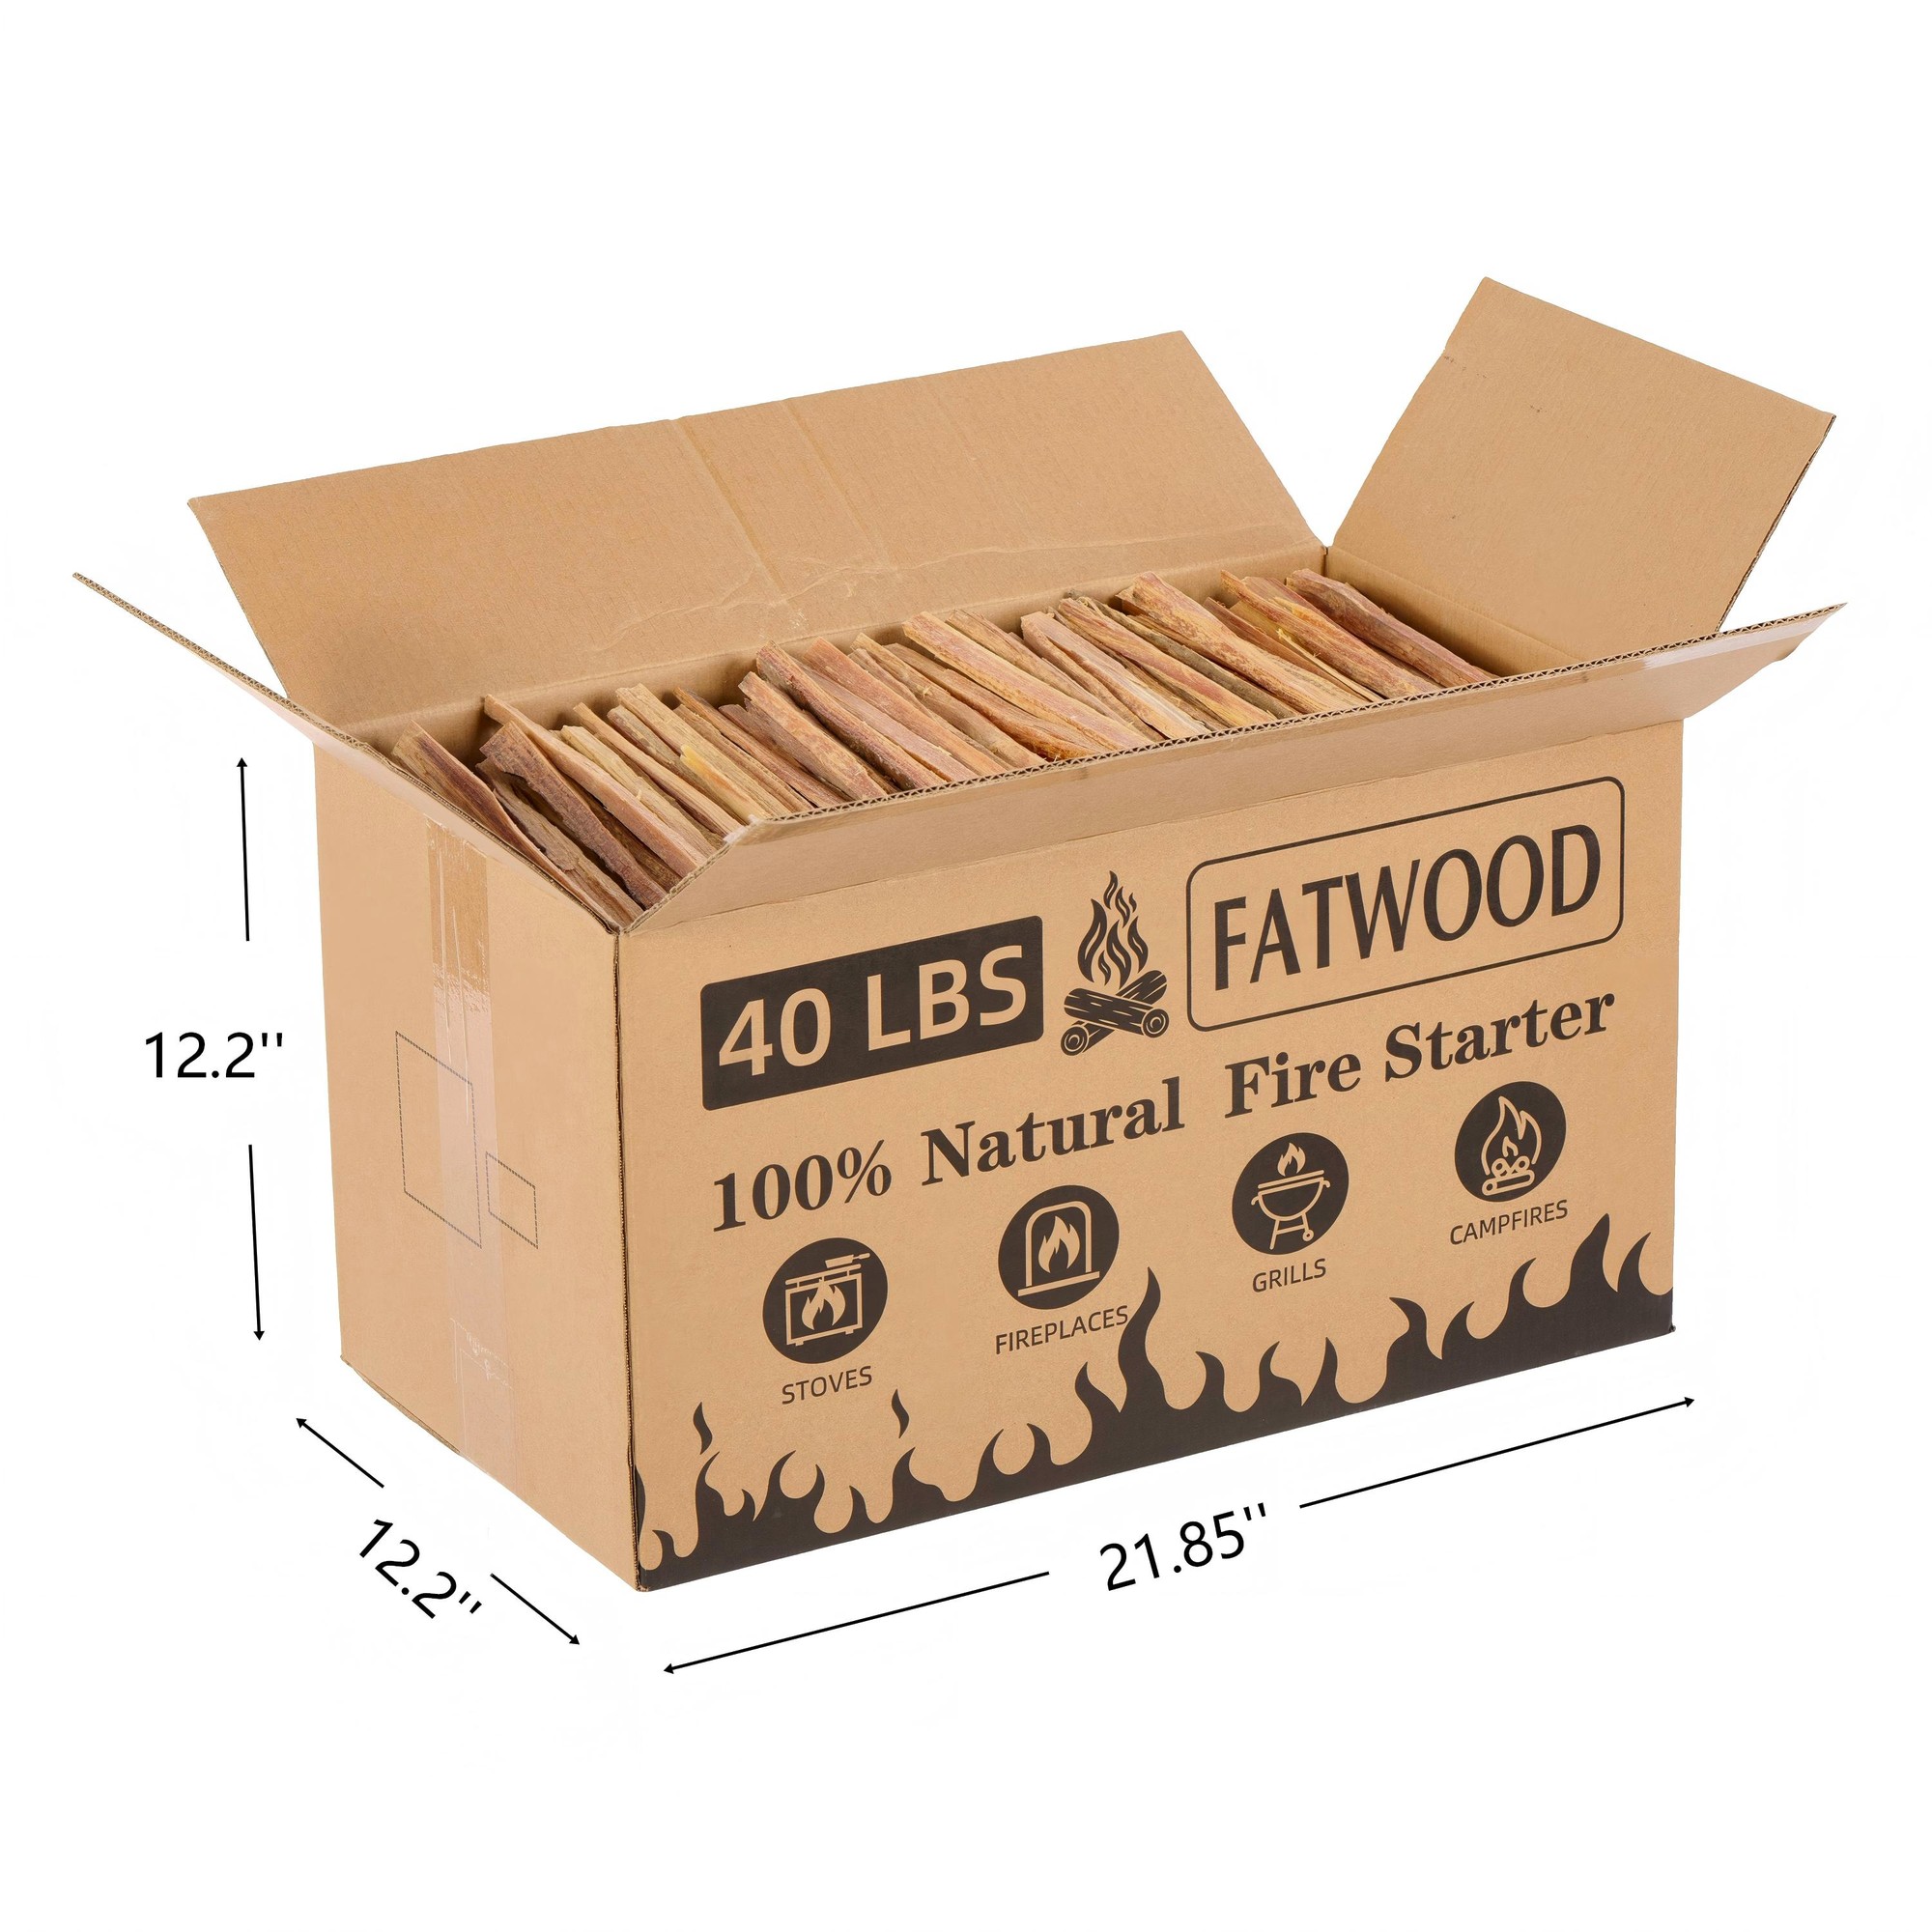 40 LBS
FATWOOD
100% Natural Fire Starter
STOVES
FIREPLACES
GRILLS
CAMPFIRES
12.2''
12.2''
21.85''